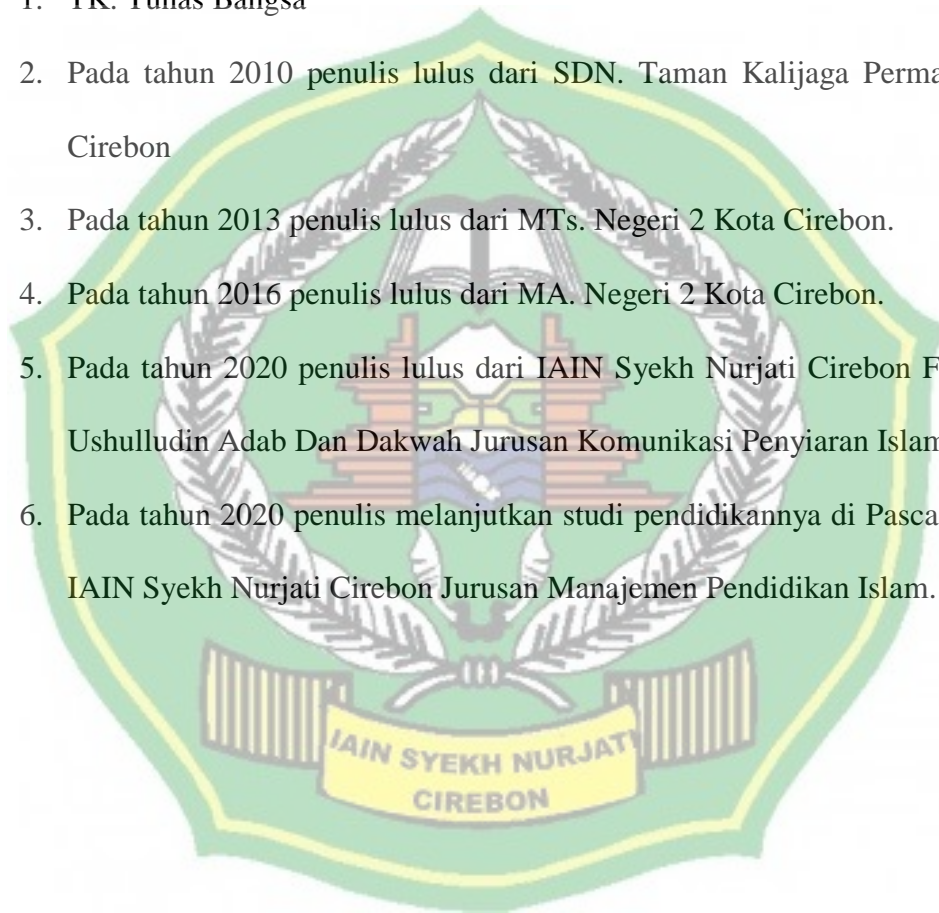 1. TK. Tunas Bangsa
2. Pada tahun 2010 penulis lulus dari SDN. Taman Kalijaga Perma
Cirebon
3. Pada tahun 2013 penulis lulus dari MTs. Negeri 2 Kota Cirebon.
4. Pada tahun 2016 penulis lulus dari MA. Negeri 2 Kota Cirebon.
5. Pada tahun 2020 penulis lulus dari IAIN Syekh Nurjati Cirebon F
Ushulludin Adab Dan Dakwah Jurusan Komunikasi Penyiaran Islam
6. Pada tahun 2020 penulis melanjutkan studi pendidikannya di Pasca
IAIN Syekh Nurjati Cirebon Jurusan Manajemen Pendidikan Islam.
IAIN SYEKH NURJATI
CIREBON